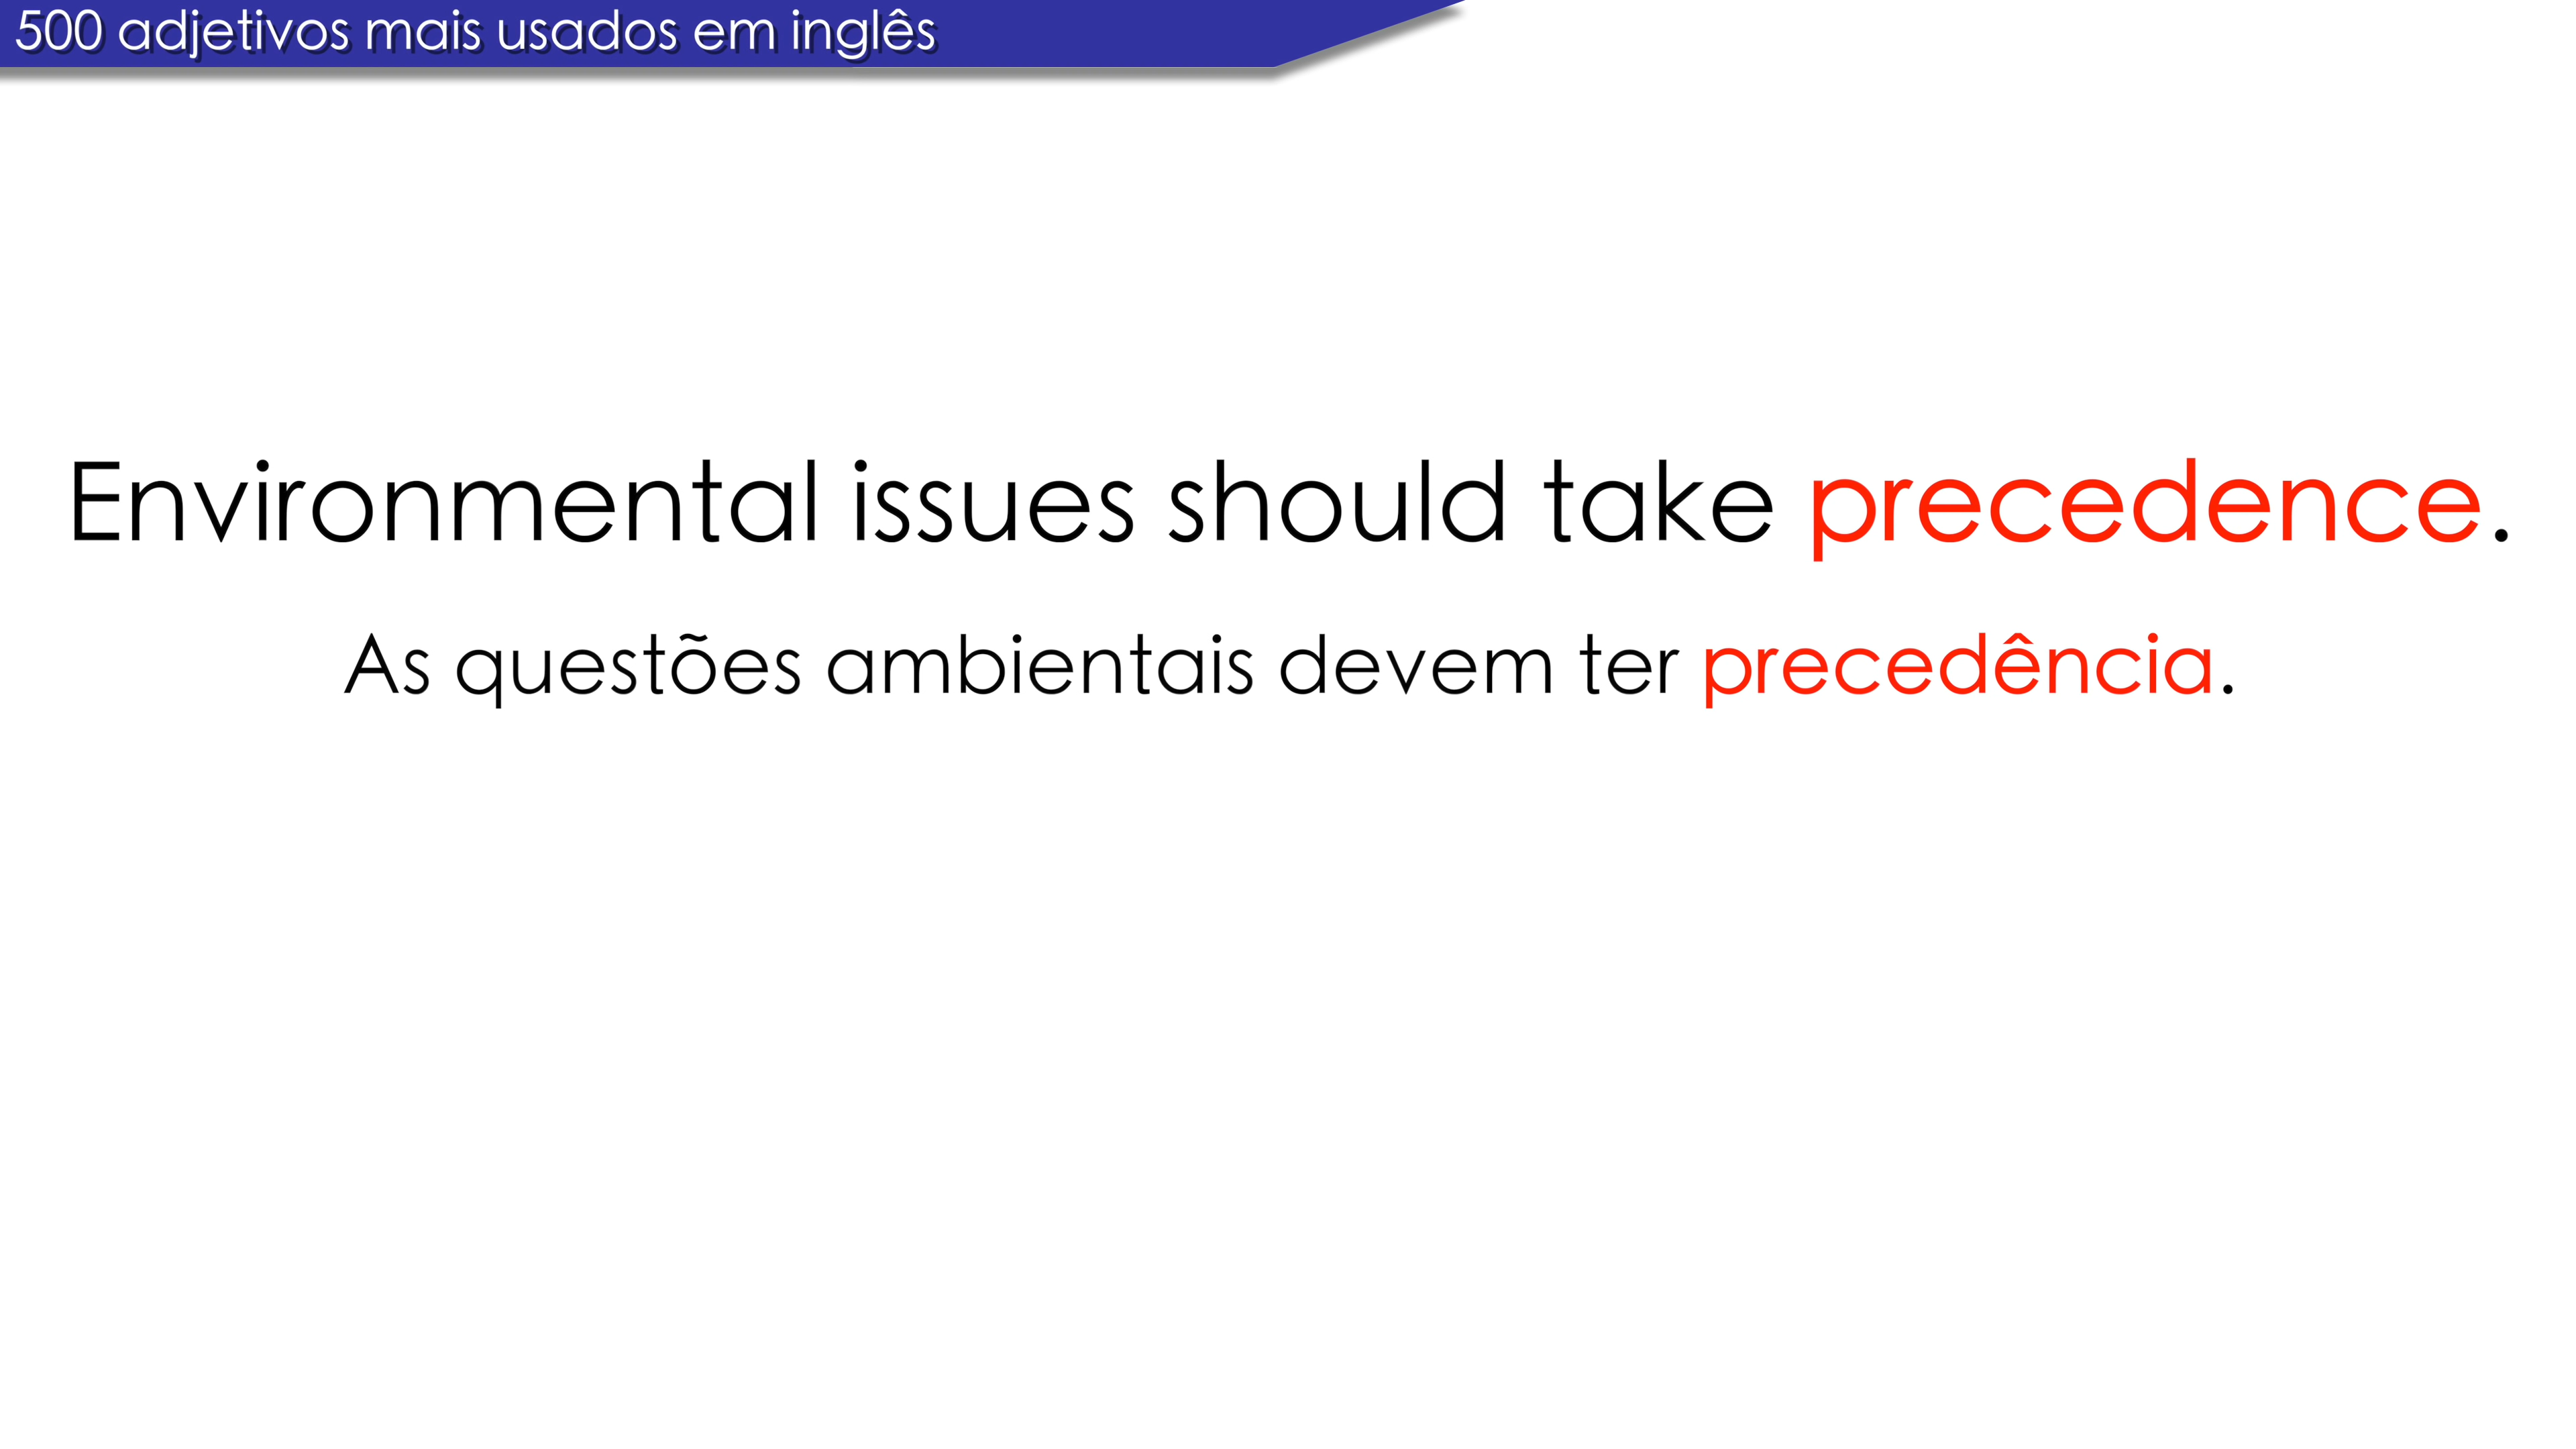 500 adjetivos mais usados em inglês
Environmental issues should take precedence.
As questões ambientais devem ter precedência.